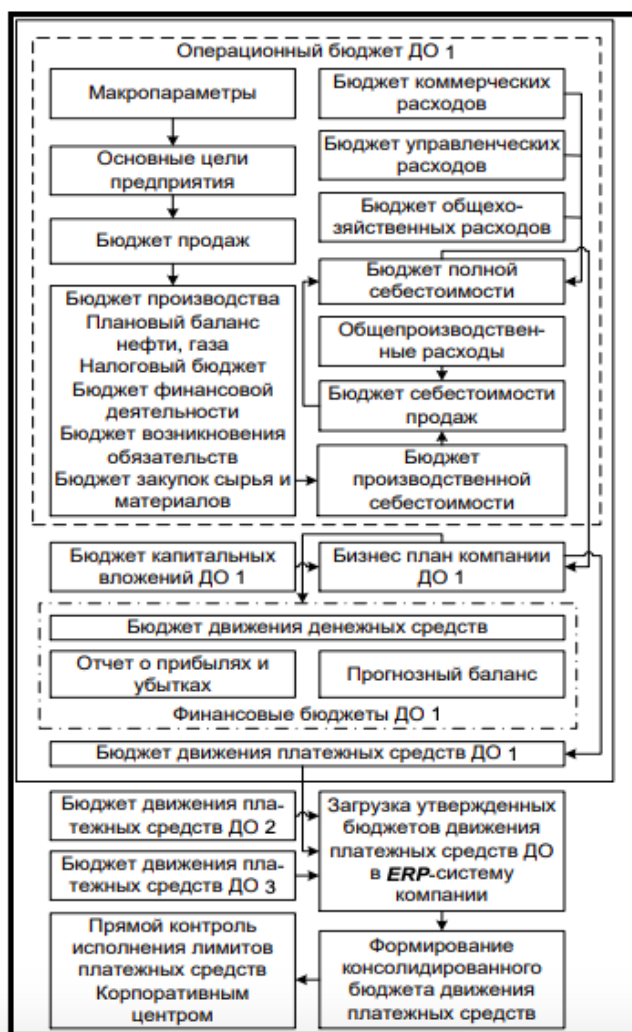 Операционный бюджет ДО 1
Макропараметры
Основные цели
предприятия
Бюджет продаж
Бюджет производства
Плановый баланс
нефти, газа
Налоговый бюджет
Бюджет финансовой
деятельности
Бюджет возникновения
обязательств
Бюджет закупок сырья и
материалов
Бюджет коммерческих
расходов
Бюджет управленческих
расходов
Бюджет общехо-
зяйственных расходов
Бюджет полной
себестоимости
Общепроизводствен-
ные расходы
Бюджет себестоимости
продаж
Бюджет
производственной
себестоимости
Бюджет капитальных
вложений ДО 1
Бизнес план компании
ДО 1
Бюджет движения денежных средств
Отчет о прибылях и
убытках
Прогнозный баланс
Финансовые бюджеты ДО 1
Бюджет движения платежных средств ДО 1
Бюджет движения пла-
тежных средств ДО 2
Бюджет движения пла-
тежных средств ДО 3
Загрузка утвержденных
бюджетов движения
платежных средств ДО
в ERP-систему
компании
Прямой контроль
исполнения лимитов
платежных средств
Корпоративным
центром
Формирование
консолидированного
бюджета движения
платежных средств